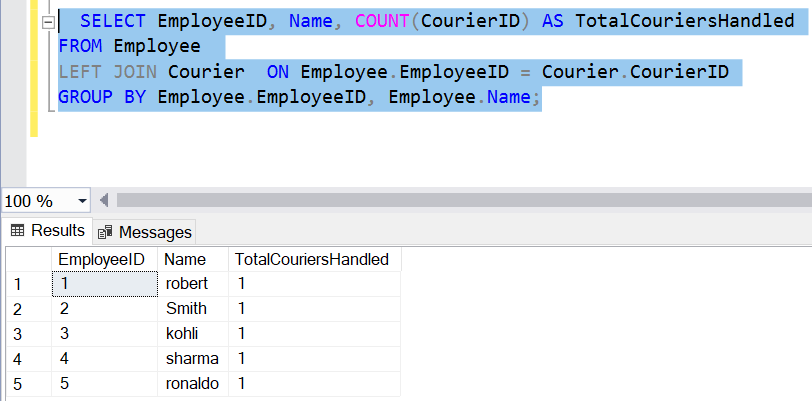 SELECT EmployeeID, Name, COUNT(CourierID) AS TotalCouriersHandled
FROM Employee
LEFT JOIN Courier  ON Employee.EmployeeID = Courier.CourierID
GROUP BY Employee.EmployeeID, Employee.Name;
100 %
Results Messages
EmployeeID Name TotalCouriersHandled
1 1 robert 1
2 2 Smith 1
3 3 kohli 1
4 4 sharma 1
5 5 ronaldo 1